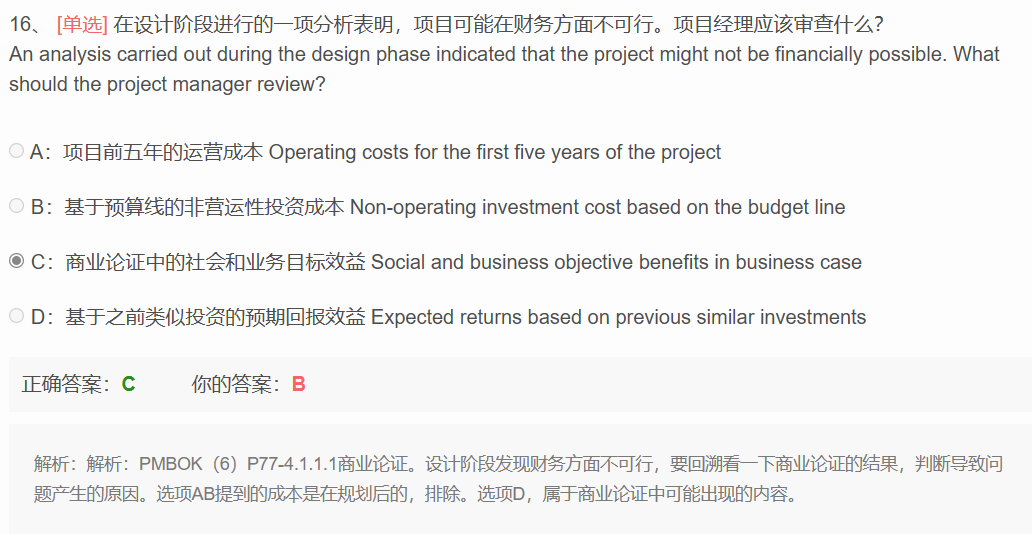 16、 [单选] 在设计阶段进行的一项分析表明，项目可能在财务方面不可行。项目经理应该审查什么？
An analysis carried out during the design phase indicated that the project might not be financially possible. What
should the project manager review?
A：项目前五年的运营成本 Operating costs for the first five years of the project
B：基于预算线的非营运性投资成本 Non-operating investment cost based on the budget line
C：商业论证中的社会和业务目标效益 Social and business objective benefits in business case
D：基于之前类似投资的预期回报效益 Expected returns based on previous similar investments
正确答案：C 你的答案：B
解析：解析：PMBOK（6）P77-4.1.1.1商业论证。设计阶段发现财务方面不可行，要回溯看一下商业论证的结果，判断导致问
题产生的原因。选项AB提到的成本是在规划后的，排除。选项D，属于商业论证中可能出现的内容。